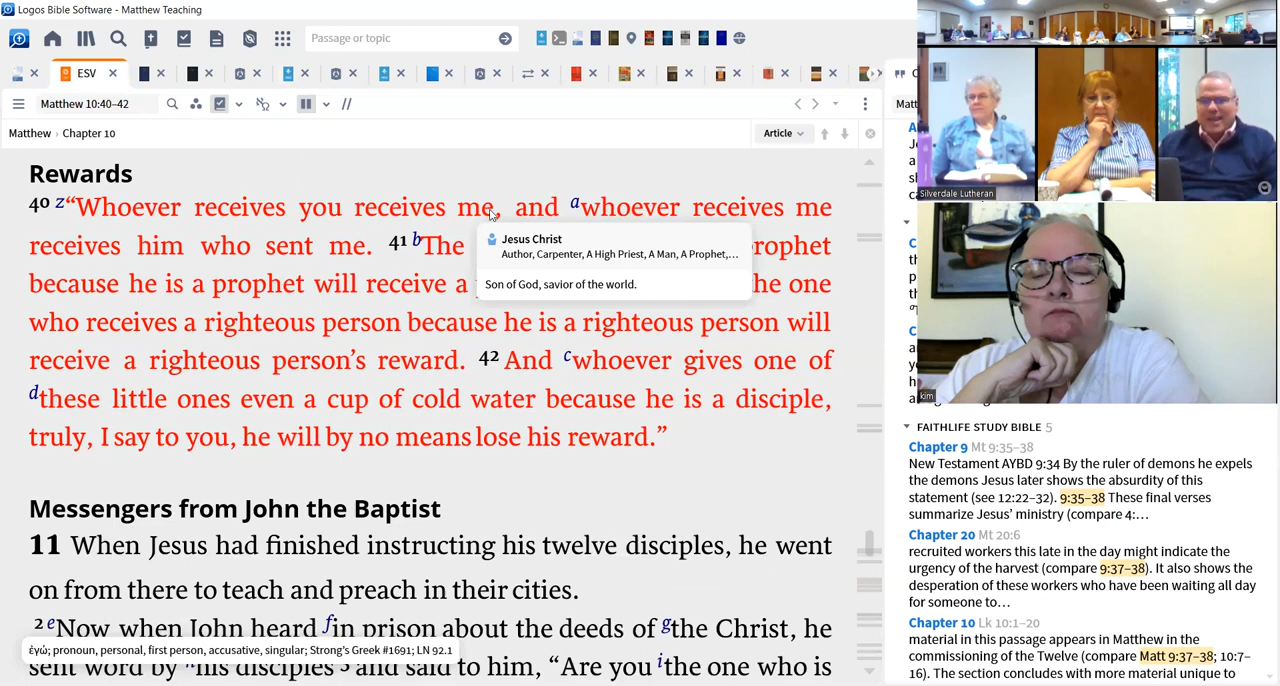 Logos Bible Software - Matthew Teaching
Passage or topic
ESV
Matthew 10:40–42
Matthew › Chapter 10
Article
Rewards
40 z“Whoever receives you receives me, and awhoever receives me
receives him who sent me. 41 bThe prophet
because he is a prophet will receive a the one
who receives a righteous person because he is a righteous person will
receive a righteous person’s reward. 42 And cwhoever gives one of
dthese little ones even a cup of cold water because he is a disciple,
truly, I say to you, he will by no means lose his reward.”
Jesus Christ
Author, Carpenter, A High Priest, A Man, A Prophet,…
Son of God, savior of the world.
Messengers from John the Baptist
11 When Jesus had finished instructing his twelve disciples, he went
on from there to teach and preach in their cities.
2 eNow when John heard fin prison about the deeds of gthe Christ, he
sent word by hhis disciples 3 and said to him, “Are you ithe one who is
ἐγώ; pronoun, personal, first person, accusative, singular; Strong’s Greek #1691; LN 92.1
Silverdale Lutheran
kim
FAITHLIFE STUDY BIBLE 5
Chapter 9 Mt 9:35–38
New Testament AYBD 9:34 By the ruler of demons he expels
the demons Jesus later shows the absurdity of this
statement (see 12:22–32). 9:35–38 These final verses
summarize Jesus’ ministry (compare 4:…
Chapter 20 Mt 20:6
recruited workers this late in the day might indicate the
urgency of the harvest (compare 9:37–38). It also shows the
desperation of these workers who have been waiting all day
for someone to…
Chapter 10 Lk 10:1–20
material in this passage appears in Matthew in the
commissioning of the Twelve (compare Matt 9:37–38; 10:7–
16). The section concludes with more material unique to